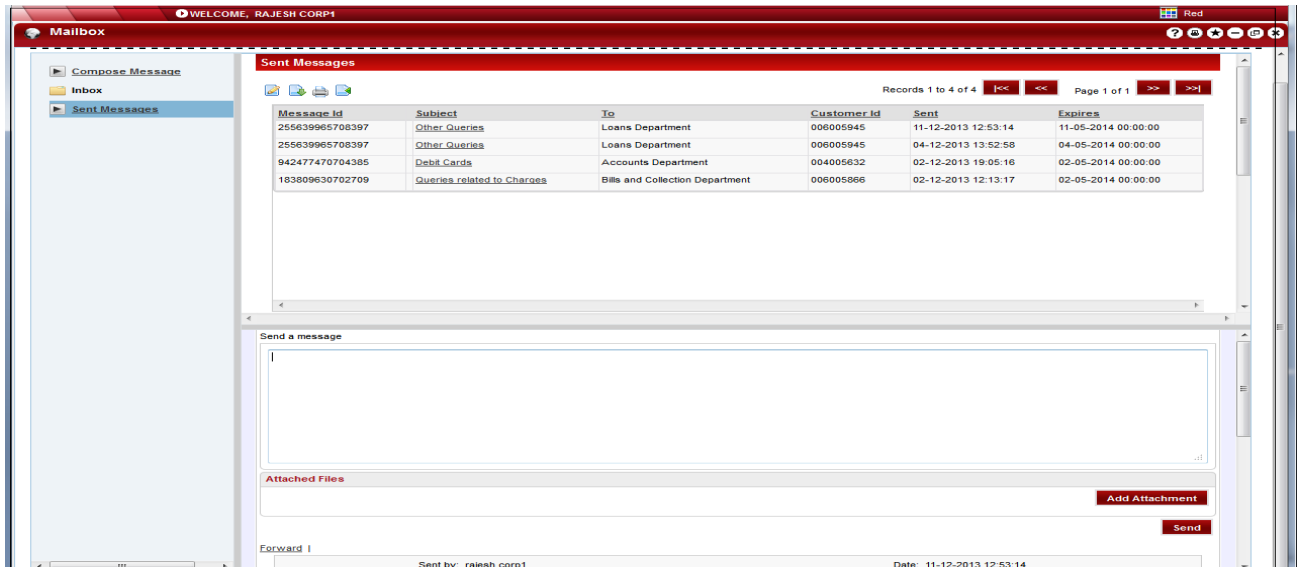 WELCOME, RAJESH CORP1 Red
Mailbox
Compose Message
Inbox
Sent Messages
Sent Messages
Records 1 to 4 of 4 |<< << Page 1 of 1 >> >>|
Message Id Subject To Customer Id Sent Expires
255639965708397 Other Queries Loans Department 006005945 11-12-2013 12:53:14 11-05-2014 00:00:00
255639965708397 Other Queries Loans Department 006005945 04-12-2013 13:52:58 04-05-2014 00:00:00
942477470704385 Debit Cards Accounts Department 004005632 02-12-2013 19:05:16 02-05-2014 00:00:00
183809630702709 Queries related to Charges Bills and Collection Department 006005866 02-12-2013 12:13:17 02-05-2014 00:00:00
Send a message
Attached Files
Add Attachment
Send
Forward |
Sent by: rajesh corp1 Date: 11-12-2013 12:53:14